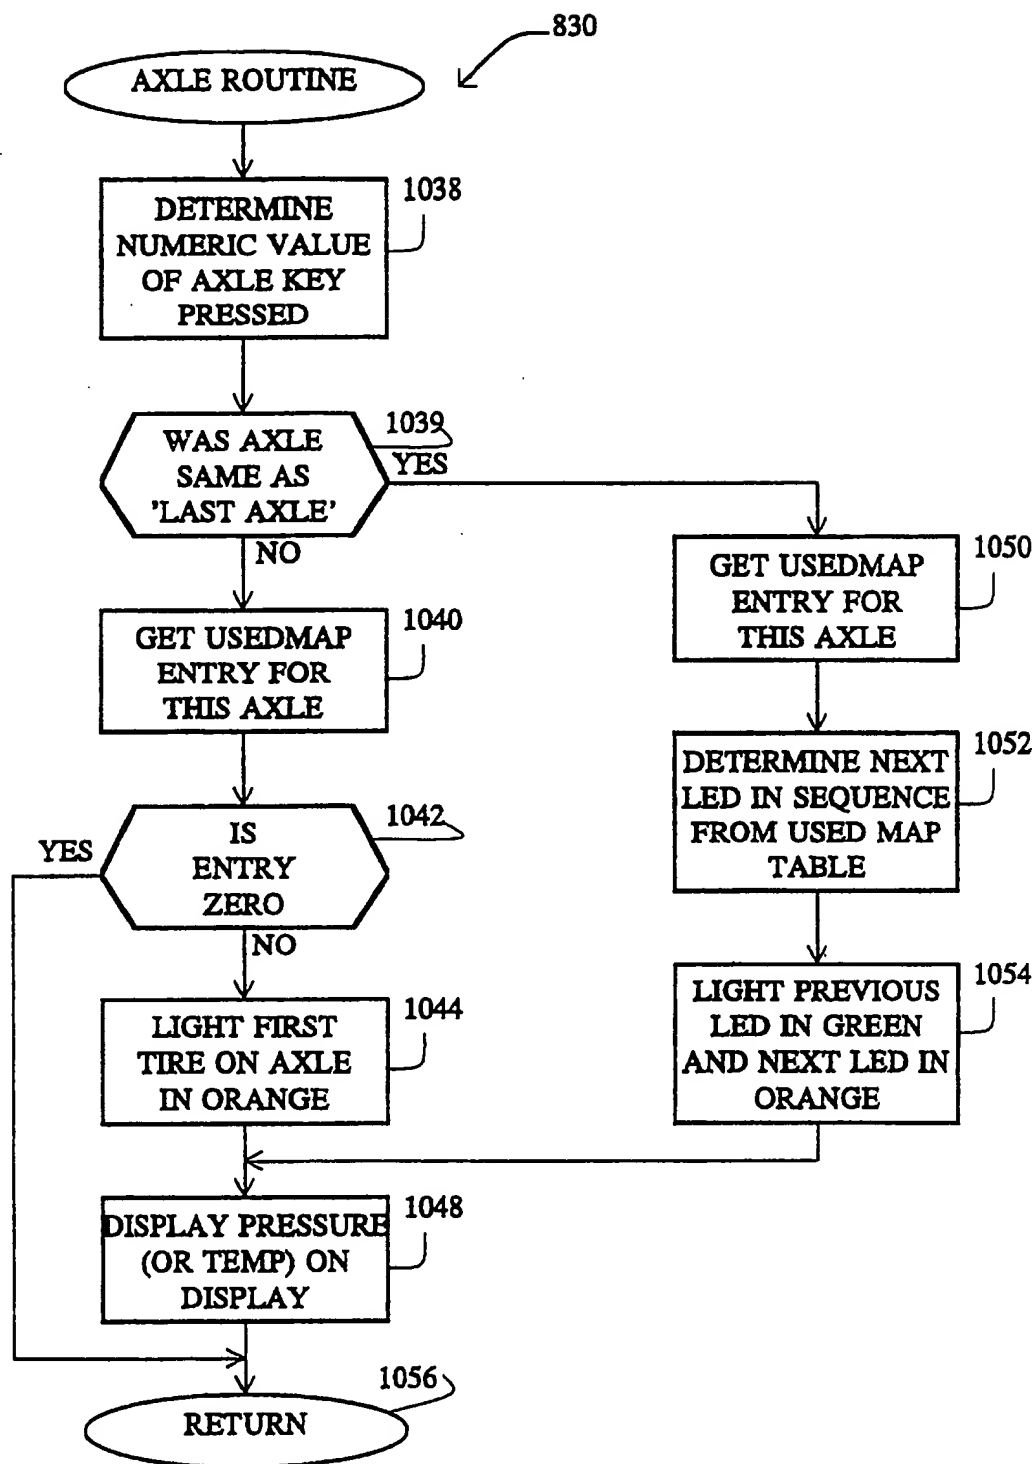 830
AXLE ROUTINE
1038
DETERMINE
NUMERIC VALUE
OF AXLE KEY
PRESSED
1039
WAS AXLE
SAME AS
'LAST AXLE'
YES
NO
1040
GET USEDMAP
ENTRY FOR
THIS AXLE
1042
IS
ENTRY
ZERO
YES
NO
1044
LIGHT FIRST
TIRE ON AXLE
IN ORANGE
1048
DISPLAY PRESSURE
(OR TEMP) ON
DISPLAY
1050
GET USEDMAP
ENTRY FOR
THIS AXLE
1052
DETERMINE NEXT
LED IN SEQUENCE
FROM USED MAP
TABLE
1054
LIGHT PREVIOUS
LED IN GREEN
AND NEXT LED IN
ORANGE
1056
RETURN